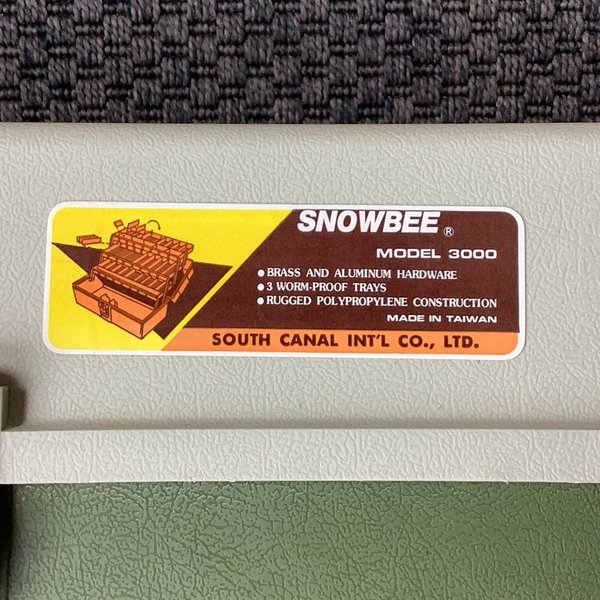 SNOWBEE ®
MODEL 3000
● BRASS AND ALUMINUM HARDWARE
● 3 WORM-PROOF TRAYS
● RUGGED POLYPROPYLENE CONSTRUCTION
MADE IN TAIWAN
SOUTH CANAL INT'L CO., LTD.